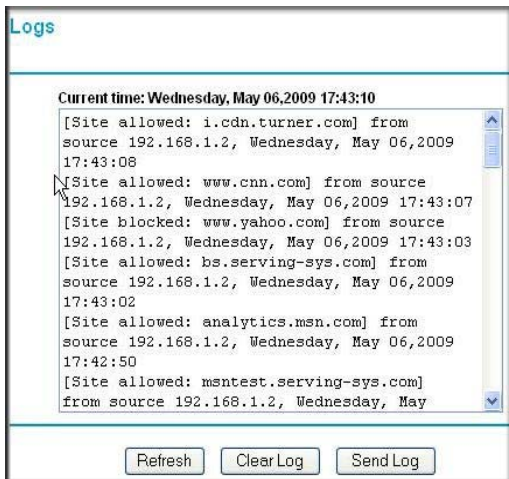 Logs
Current time: Wednesday, May 06,2009 17:43:10
[Site allowed: i.cdn.turner.com] from
source 192.168.1.2, Wednesday, May 06,2009
17:43:08
[Site allowed: www.cnn.com] from source
192.168.1.2, Wednesday, May 06,2009 17:43:07
[Site blocked: www.yahoo.com] from source
192.168.1.2, Wednesday, May 06,2009 17:43:03
[Site allowed: bs.serving-sys.com] from
source 192.168.1.2, Wednesday, May 06,2009
17:43:02
[Site allowed: analytics.msn.com] from
source 192.168.1.2, Wednesday, May 06,2009
17:42:50
[Site allowed: msntest.serving-sys.com]
from source 192.168.1.2, Wednesday, May
Refresh Clear Log Send Log